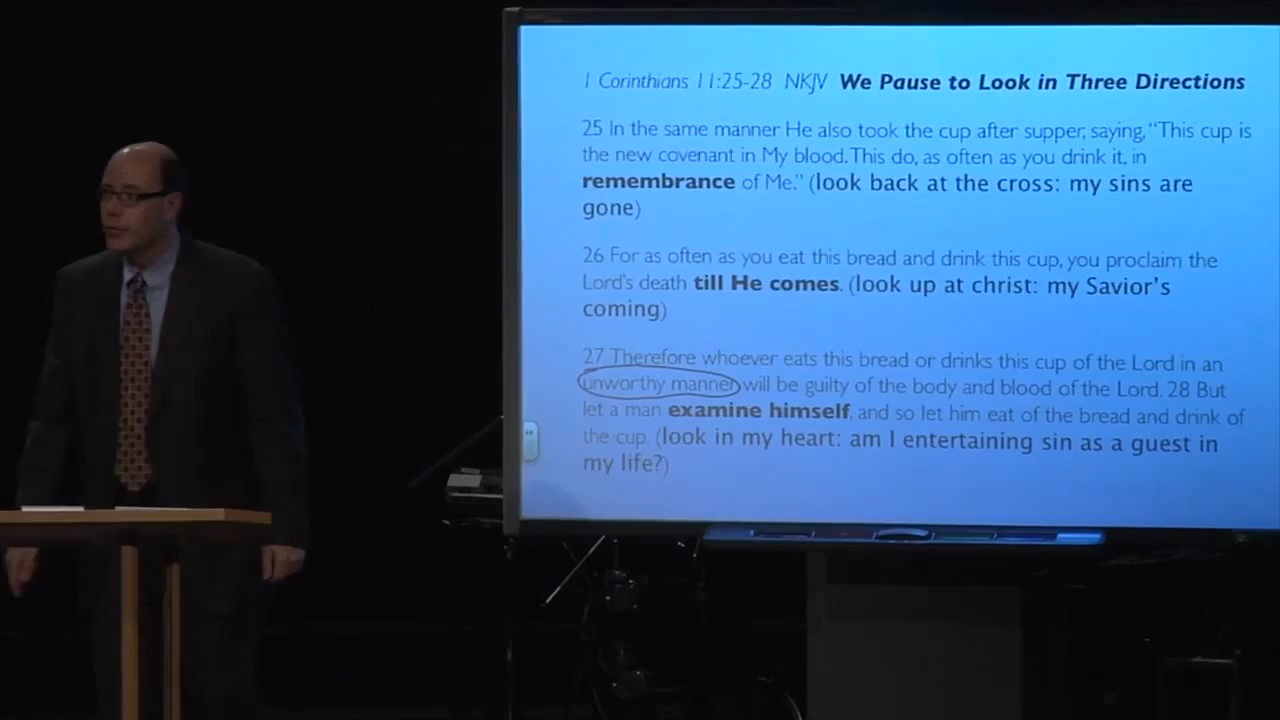 1 Corinthians 11:25-28 NKJV We Pause to Look in Three Directions
25 In the same manner He also took the cup after supper, saying, “This cup is
the new covenant in My blood. This do, as often as you drink it, in
remembrance of Me.” (look back at the cross: my sins are
gone)
26 For as often as you eat this bread and drink this cup, you proclaim the
Lord's death till He comes. (look up at christ: my Savior's
coming)
27 Therefore whoever eats this bread or drinks this cup of the Lord in an
unworthy manner will be guilty of the body and blood of the Lord. 28 But
let a man examine himself, and so let him eat of the bread and drink of
the cup. (look in my heart: am I entertaining sin as a guest in
my life?)